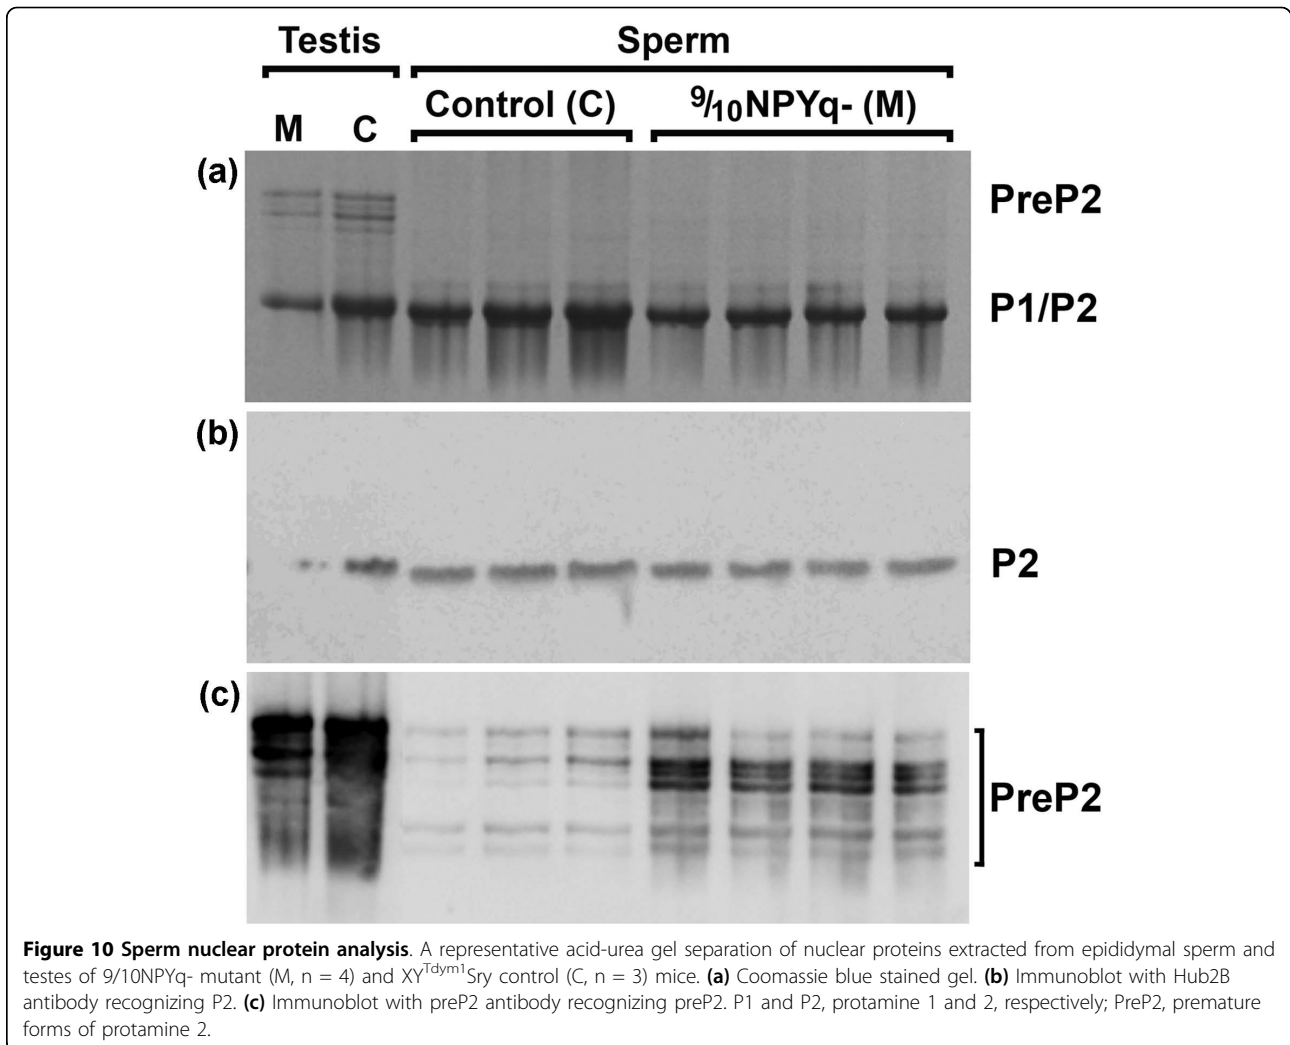 Testis Sperm
Control (C) 9/10NPYq- (M)
M C
(a)
PreP2
P1/P2
(b)
P2
(c)
PreP2
Figure 10 Sperm nuclear protein analysis. A representative acid-urea gel separation of nuclear proteins extracted from epididymal sperm and
testes of 9/10NPYq- mutant (M, n = 4) and XYTdym1Sry control (C, n = 3) mice. (a) Coomassie blue stained gel. (b) Immunoblot with Hub2B
antibody recognizing P2. (c) Immunoblot with preP2 antibody recognizing preP2. P1 and P2, protamine 1 and 2, respectively; PreP2, premature
forms of protamine 2.